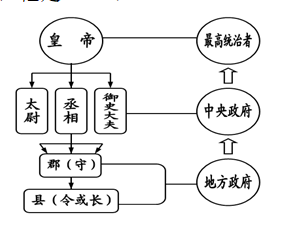 皇 帝
最高统治者
太尉
丞相
御史大夫
中央政府
郡（守）
地方政府
县（令或长）